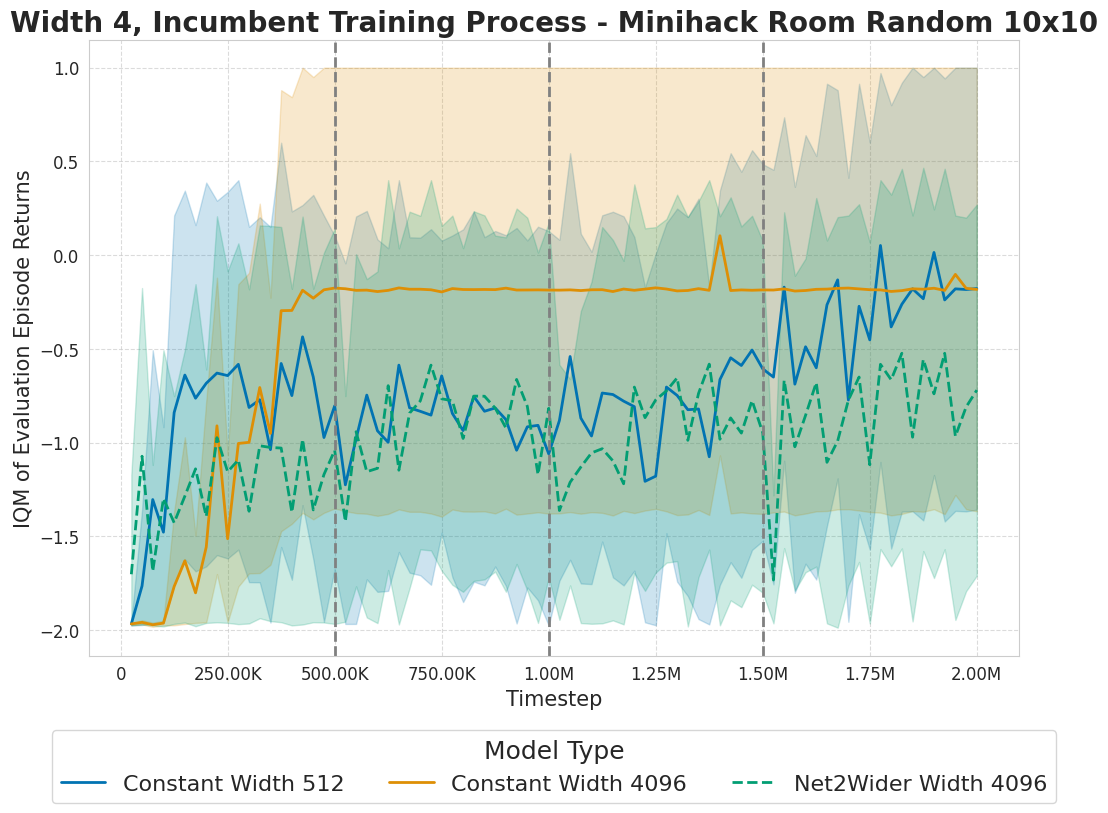 Width 4, Incumbent Training Process - Minihack Room Random 10x10
IQM of Evaluation Episode Returns
1.0
0.5
0.0
−0.5
−1.0
−1.5
−2.0
0
250.00K
500.00K
750.00K
1.00M
1.25M
1.50M
1.75M
2.00M
Timestep
Model Type
Constant Width 512
Constant Width 4096
Net2Wider Width 4096